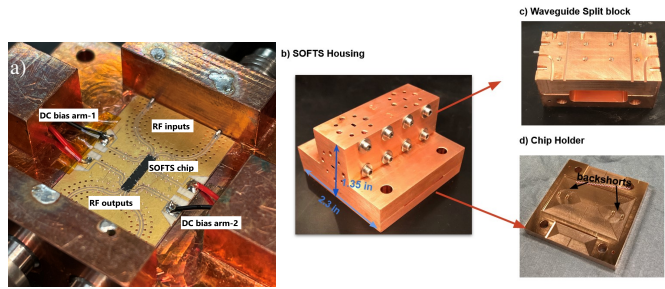 a)
DC bias arm-1
RF inputs
SOFTS chip
RF outputs
DC bias arm-2
b) SOFTS Housing
1.35 in
2.3 in
c) Waveguide Split block
d) Chip Holder
backshorts